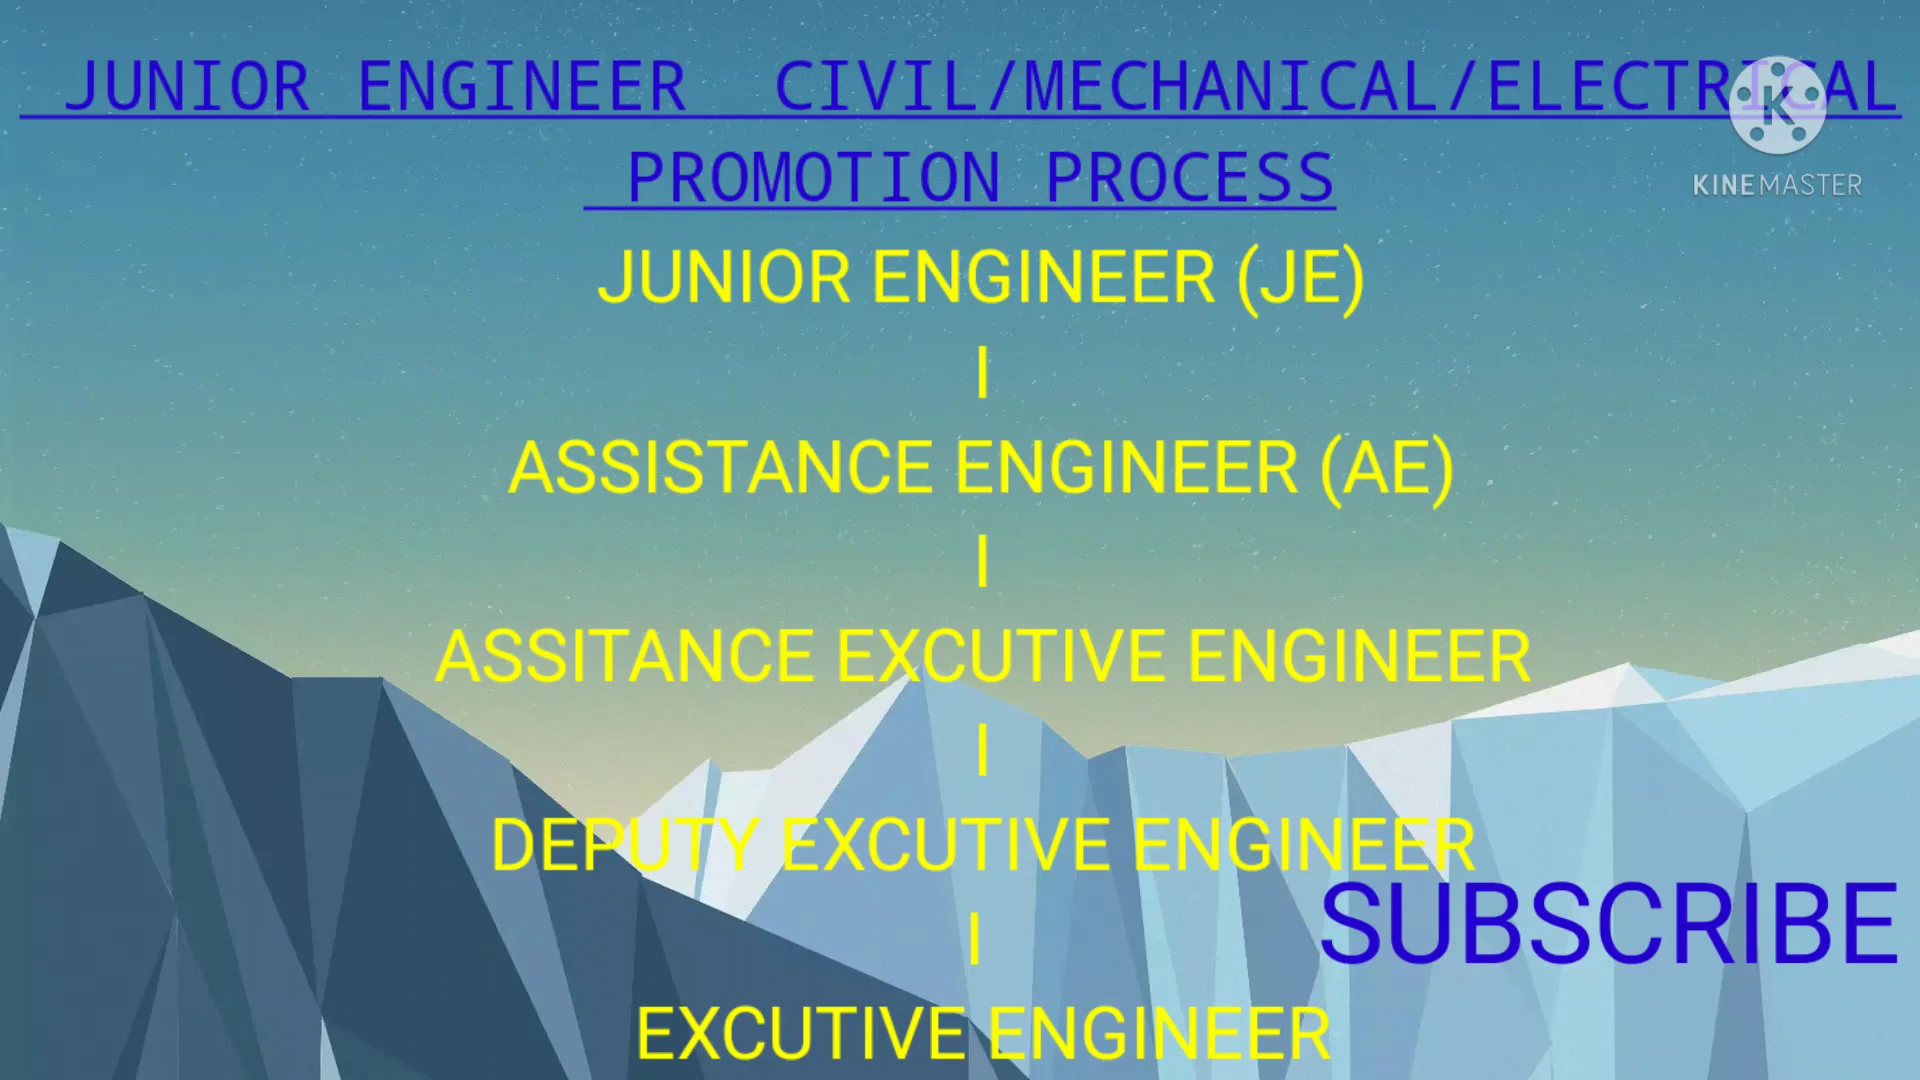 JUNIOR ENGINEER CIVIL/MECHANICAL/ELECTRICAL
PROMOTION PROCESS
KINEMASTER
JUNIOR ENGINEER (JE)
|
ASSISTANCE ENGINEER (AE)
|
ASSITANCE EXCUTIVE ENGINEER
|
DEPUTY EXCUTIVE ENGINEER
SUBSCRIBE
|
EXCUTIVE ENGINEER